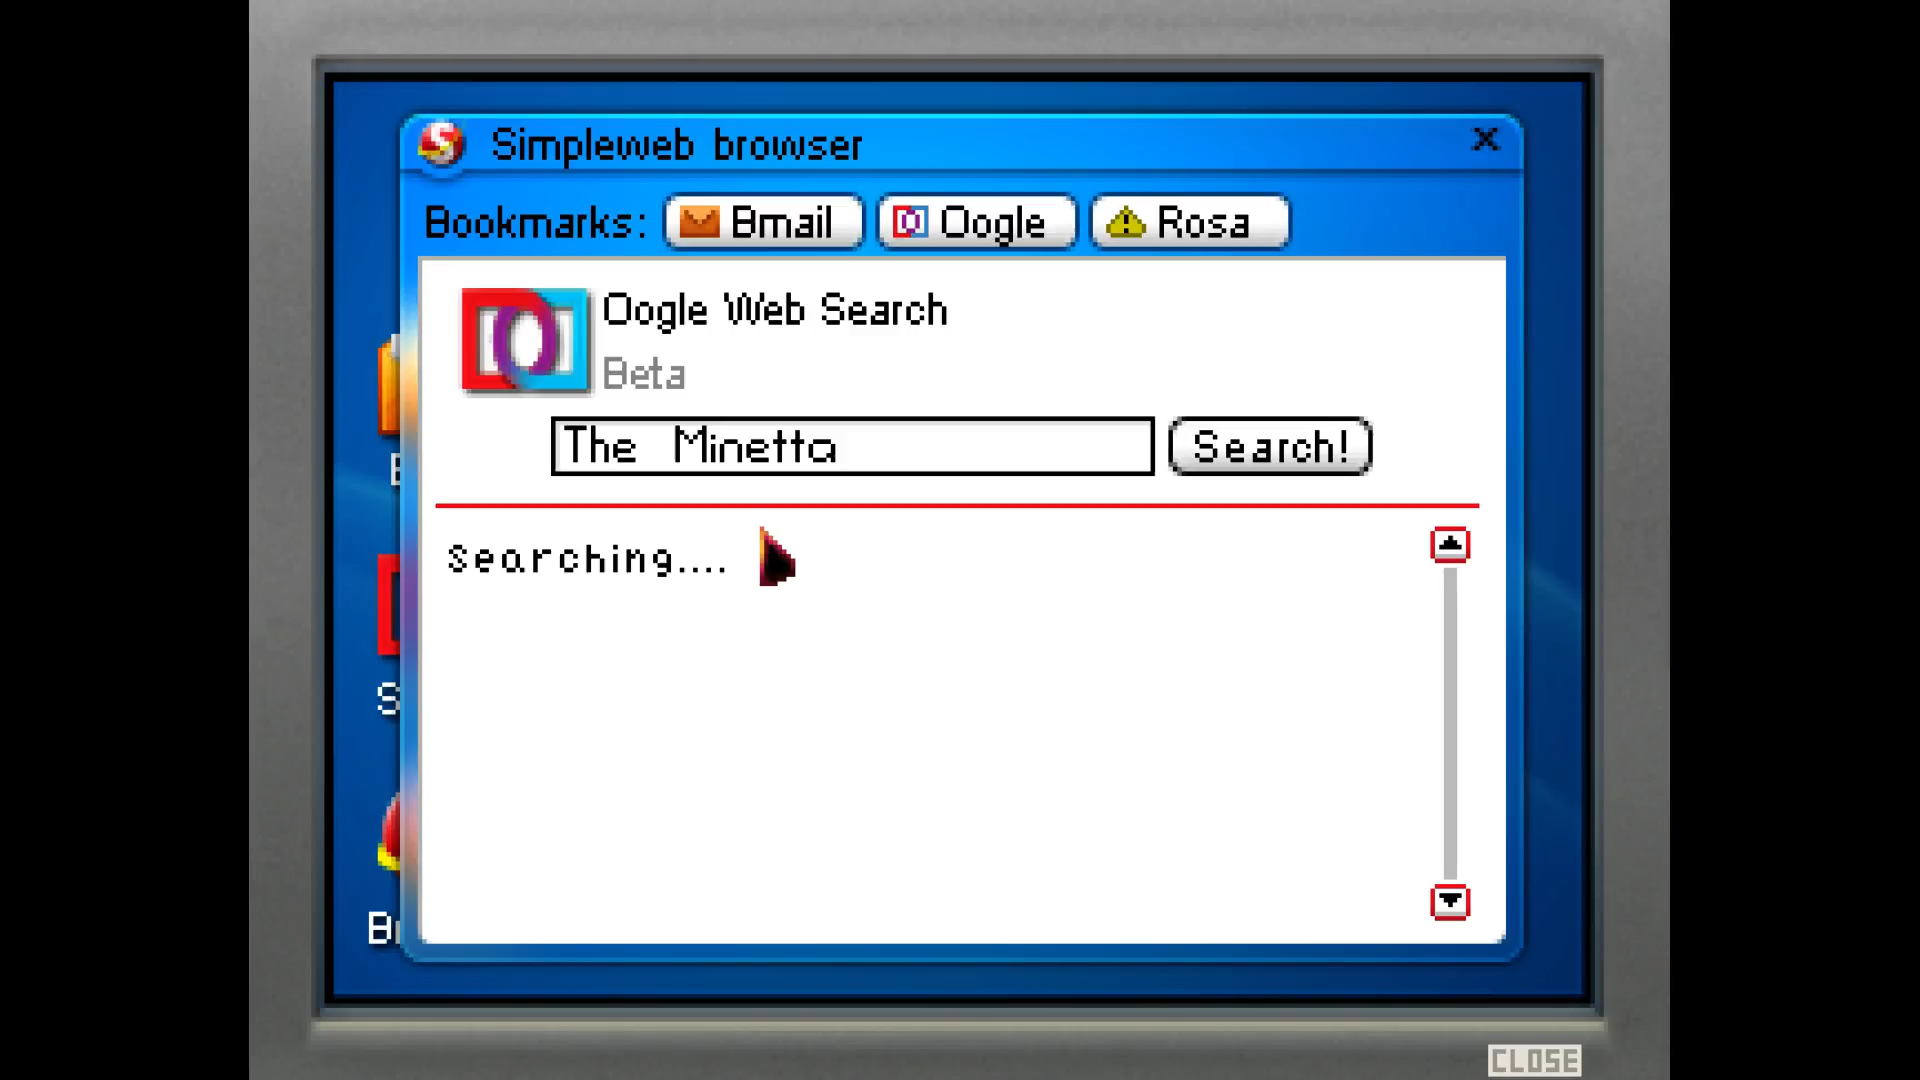 Simpleweb browser X
Bookmarks: Bmail Oogle Rosa
Oogle Web Search
Beta
The Minetta Search!
Searching....
CLOSE